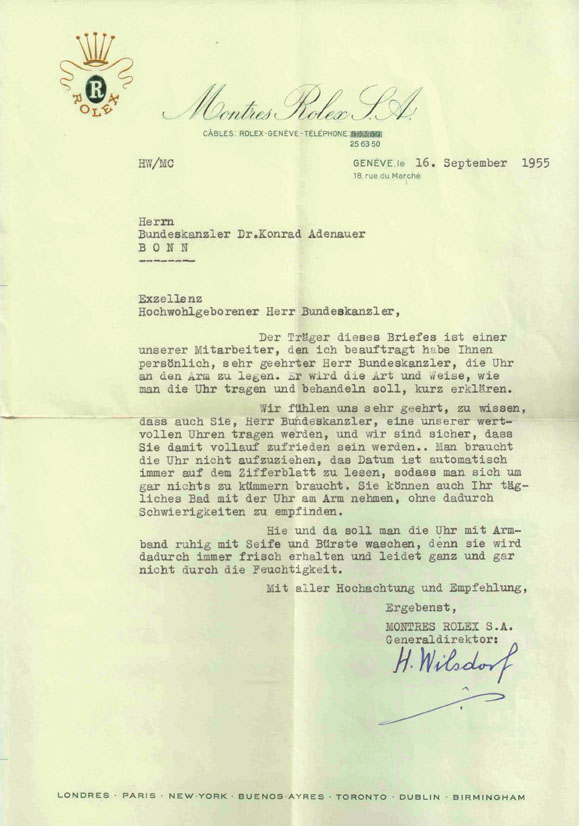 R
ROLEX
Montres Rolex S.A.
CÂBLES: ROLEX-GENÈVE - TÉLÉPHONE
25 63 50
HW/MC
GENÈVE, le 16. September 1955
18, rue du Marché
Herrn
Bundeskanzler Dr.Konrad Adenauer
B O N N
Exzellenz
Hochwohlgeborener Herr Bundeskanzler,
Der Träger dieses Briefes ist einer
unserer Mitarbeiter, den ich beauftragt habe Ihnen
persönlich, sehr geehrter Herr Bundeskanzler, die Uhr
an den Arm zu legen. Er wird die Art und Weise, wie
man die Uhr tragen und behandeln soll, kurz erklären.
Wir fühlen uns sehr geehrt, zu wissen,
dass auch Sie, Herr Bundeskanzler, eine unserer wert-
vollen Uhren tragen werden, und wir sind sicher, dass
Sie damit vollauf zufrieden sein werden.. Man braucht
die Uhr nicht aufzuziehen, das Datum ist automatisch
immer auf dem Zifferblatt zu lesen, sodass man sich um
gar nichts zu kümmern braucht. Sie können auch Ihr täg-
liches Bad mit der Uhr am Arm nehmen, ohne dadurch
Schwierigkeiten zu empfinden.
Hie und da soll man die Uhr mit Arm-
band ruhig mit Seife und Bürste waschen, denn sie wird
dadurch immer frisch erhalten und leidet ganz und gar
nicht durch die Feuchtigkeit.
Mit aller Hochachtung und Empfehlung,
Ergebenst,
MONTRES ROLEX S.A.
Generaldirektor:
H. Wilsdorf
LONDRES · PARIS · NEW-YORK · BUENOS-AYRES · TORONTO · DUBLIN · BIRMINGHAM